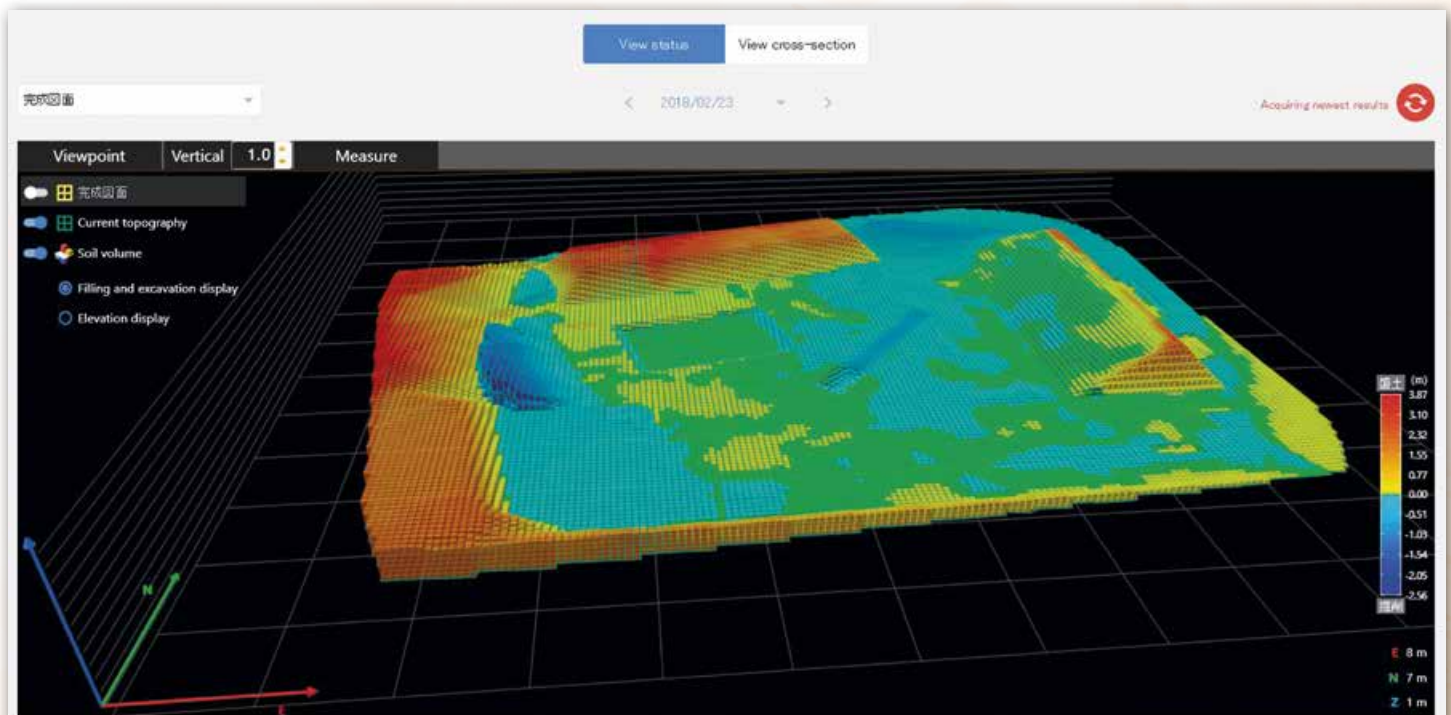 View status View cross-section
完成図面
< 2018/02/23 >
Acquiring newest results
Viewpoint Vertical 1.0 Measure
完成図面
Current topography
Soil volume
Filling and excavation display
Elevation display
盛土 (m)
3.87
3.10
2.32
1.55
0.77
0.00
-0.51
-1.03
-1.54
-2.05
-2.56
掘削
N
E
E 8 m
N 7 m
Z 1 m